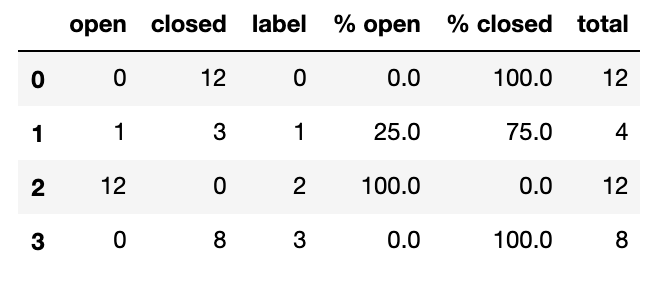 open closed label % open % closed total
0 0 12 0 0.0 100.0 12
1 1 3 1 25.0 75.0 4
2 12 0 2 100.0 0.0 12
3 0 8 3 0.0 100.0 8